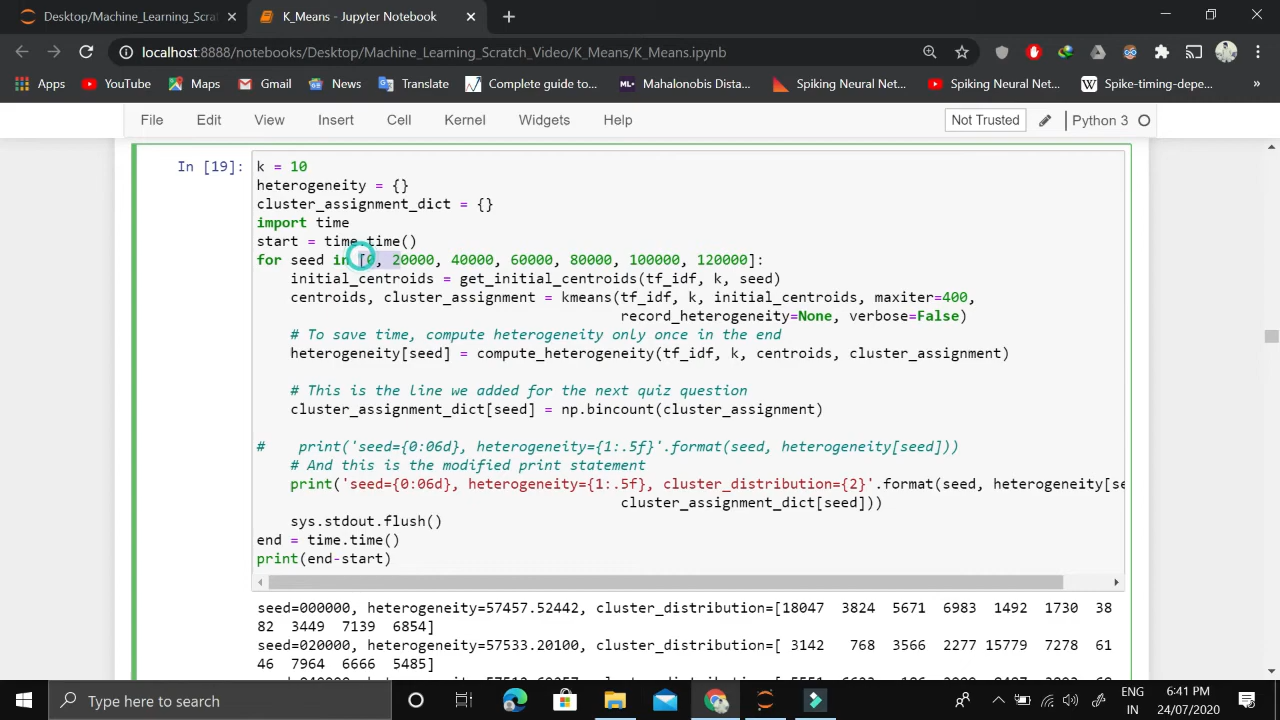 Desktop/Machine_Learning_Scrat
K_Means - Jupyter Notebook
localhost:8888/notebooks/Desktop/Machine_Learning_Scratch_Video/K_Means/K_Means.ipynb
Apps YouTube Maps Gmail News Translate Complete guide to... ML+ Mahalonobis Dista... Spiking Neural Net... Spiking Neural Net... Spike-timing-depe... »
File Edit View Insert Cell Kernel Widgets Help Not Trusted Python 3
In [19]: k = 10
heterogeneity = {}
cluster_assignment_dict = {}
import time
start = time.time()
for seed in [0, 20000, 40000, 60000, 80000, 100000, 120000]:
initial_centroids = get_initial_centroids(tf_idf, k, seed)
centroids, cluster_assignment = kmeans(tf_idf, k, initial_centroids, maxiter=400,
record_heterogeneity=None, verbose=False)
# To save time, compute heterogeneity only once in the end
heterogeneity[seed] = compute_heterogeneity(tf_idf, k, centroids, cluster_assignment)
# This is the line we added for the next quiz question
cluster_assignment_dict[seed] = np.bincount(cluster_assignment)
# print('seed={0:06d}, heterogeneity={1:.5f}'.format(seed, heterogeneity[seed]))
# And this is the modified print statement
print('seed={0:06d}, heterogeneity={1:.5f}, cluster_distribution={2}'.format(seed, heterogeneity[se
cluster_assignment_dict[seed]))
sys.stdout.flush()
end = time.time()
print(end-start)
seed=000000, heterogeneity=57457.52442, cluster_distribution=[18047 3824 5671 6983 1492 1730 38
82 3449 7139 6854]
seed=020000, heterogeneity=57533.20100, cluster_distribution=[ 3142 768 3566 2277 15779 7278 61
46 7964 6666 5485]
Type here to search
ENG
IN
6:41 PM
24/07/2020